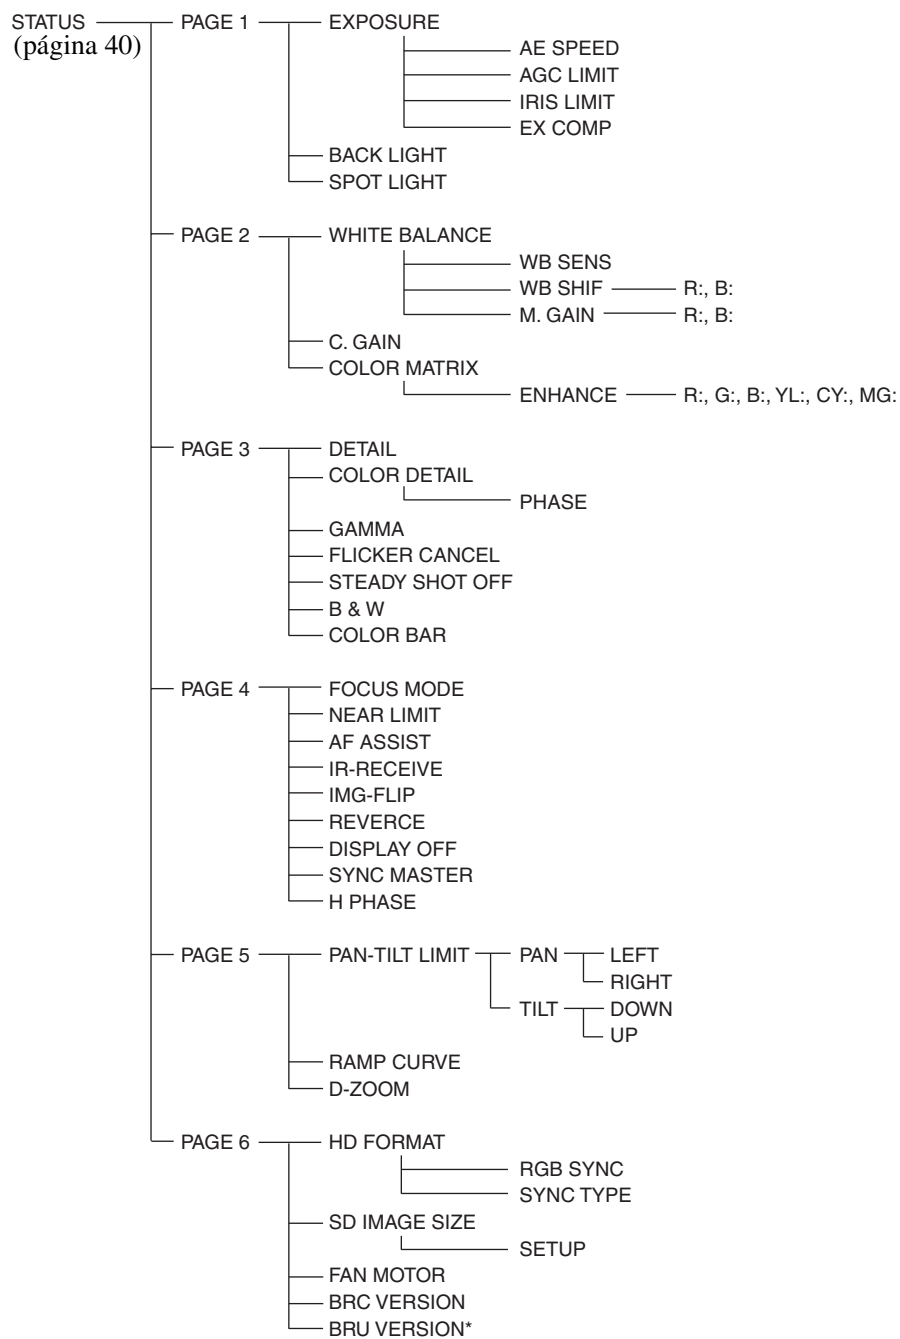 STATUS PAGE 1 EXPOSURE
(página 40)
AE SPEED
AGC LIMIT
IRIS LIMIT
EX COMP
BACK LIGHT
SPOT LIGHT
PAGE 2 WHITE BALANCE
WB SENS
WB SHIF R:, B:
M. GAIN R:, B:
C. GAIN
COLOR MATRIX
ENHANCE R:, G:, B:, YL:, CY:, MG:
PAGE 3 DETAIL
COLOR DETAIL
PHASE
GAMMA
FLICKER CANCEL
STEADY SHOT OFF
B & W
COLOR BAR
PAGE 4 FOCUS MODE
NEAR LIMIT
AF ASSIST
IR-RECEIVE
IMG-FLIP
REVERCE
DISPLAY OFF
SYNC MASTER
H PHASE
PAGE 5 PAN-TILT LIMIT PAN LEFT
RIGHT
TILT DOWN
UP
RAMP CURVE
D-ZOOM
PAGE 6 HD FORMAT
RGB SYNC
SYNC TYPE
SD IMAGE SIZE
SETUP
FAN MOTOR
BRC VERSION
BRU VERSION*